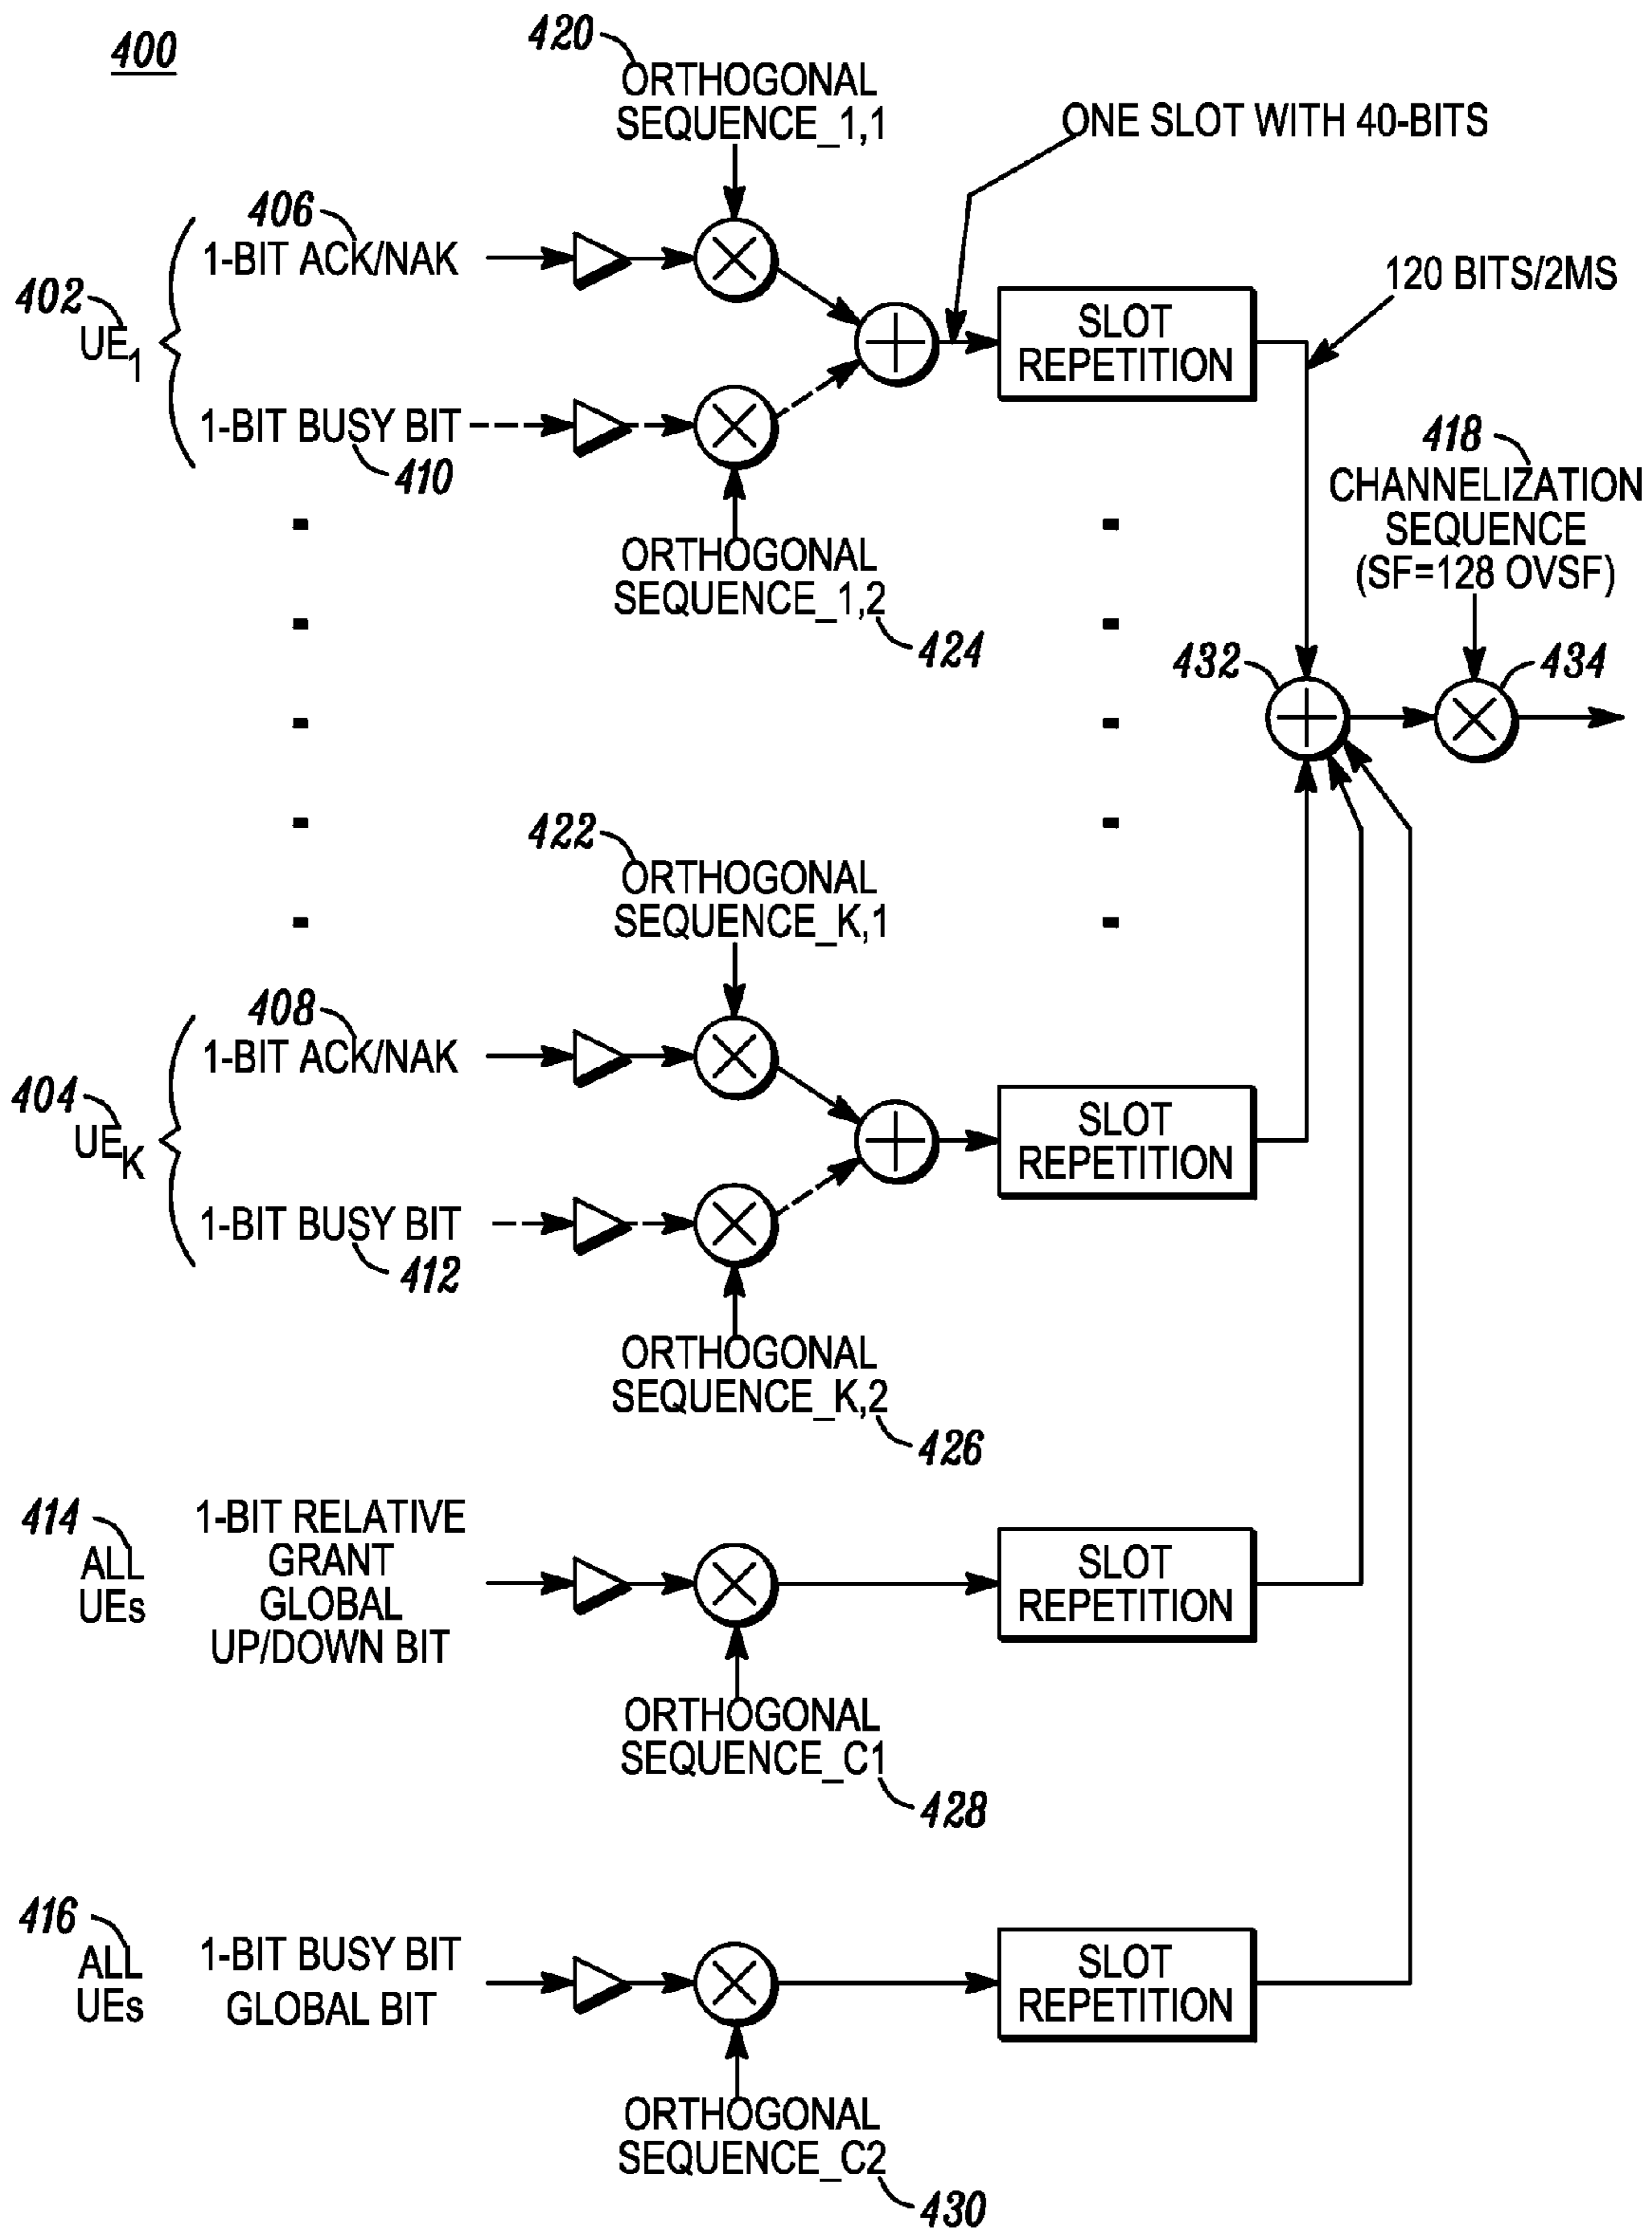 400
420
ORTHOGONAL
SEQUENCE_1,1
ONE SLOT WITH 40-BITS
406
1-BIT ACK/NAK
402
UE1
120 BITS/2MS
SLOT
REPETITION
1-BIT BUSY BIT
410
418
CHANNELIZATION
SEQUENCE
(SF=128 OVSF)
ORTHOGONAL
SEQUENCE_1,2
424
432
434
422
ORTHOGONAL
SEQUENCE_K,1
408
1-BIT ACK/NAK
404
UEK
SLOT
REPETITION
1-BIT BUSY BIT
412
ORTHOGONAL
SEQUENCE_K,2
426
414
ALL
UEs
1-BIT RELATIVE
GRANT
GLOBAL
UP/DOWN BIT
SLOT
REPETITION
ORTHOGONAL
SEQUENCE_C1
428
416
ALL
UEs
1-BIT BUSY BIT
GLOBAL BIT
SLOT
REPETITION
ORTHOGONAL
SEQUENCE_C2
430